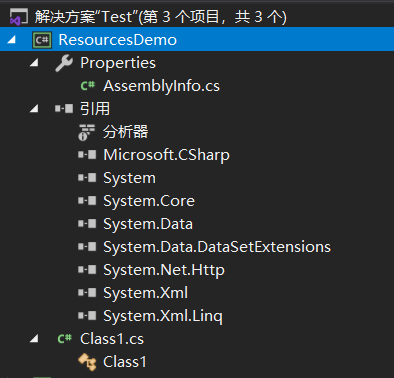 解决方案"Test"(第 3 个项目，共 3 个)
C# ResourcesDemo
Properties
C# AssemblyInfo.cs
引用
分析器
Microsoft.CSharp
System
System.Core
System.Data
System.Data.DataSetExtensions
System.Net.Http
System.Xml
System.Xml.Linq
C# Class1.cs
Class1